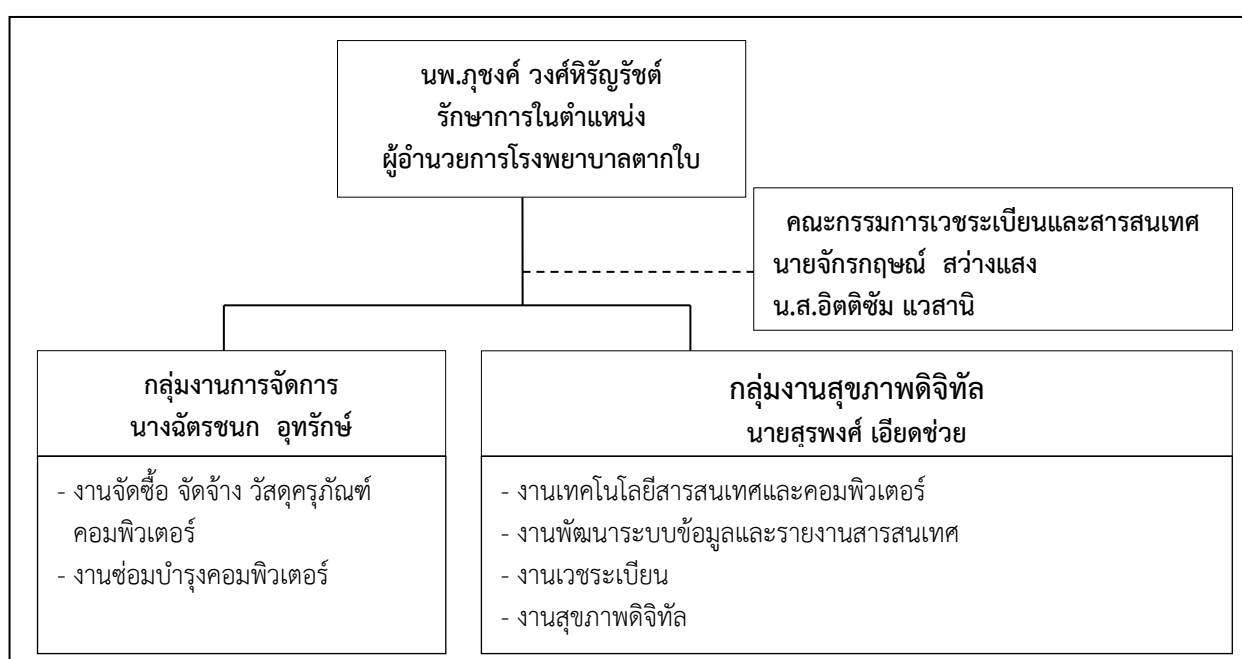 นพ.ภุชงค์ วงศ์หิรัญรัชต์
รักษาการในตำแหน่ง
ผู้อำนวยการโรงพยาบาลตากใบ
คณะกรรมการเวชระเบียนและสารสนเทศ
นายจักรกฤษณ์ สว่างแสง
น.ส.อิตติซัม แวสานิ
กลุ่มงานการจัดการ
นางฉัตรชนก อุทรักษ์
- งานจัดซื้อ จัดจ้าง วัสดุครุภัณฑ์
คอมพิวเตอร์
- งานซ่อมบำรุงคอมพิวเตอร์
กลุ่มงานสุขภาพดิจิทัล
นายสุรพงศ์ เอียดช่วย
- งานเทคโนโลยีสารสนเทศและคอมพิวเตอร์
- งานพัฒนาระบบข้อมูลและรายงานสารสนเทศ
- งานเวชระเบียน
- งานสุขภาพดิจิทัล